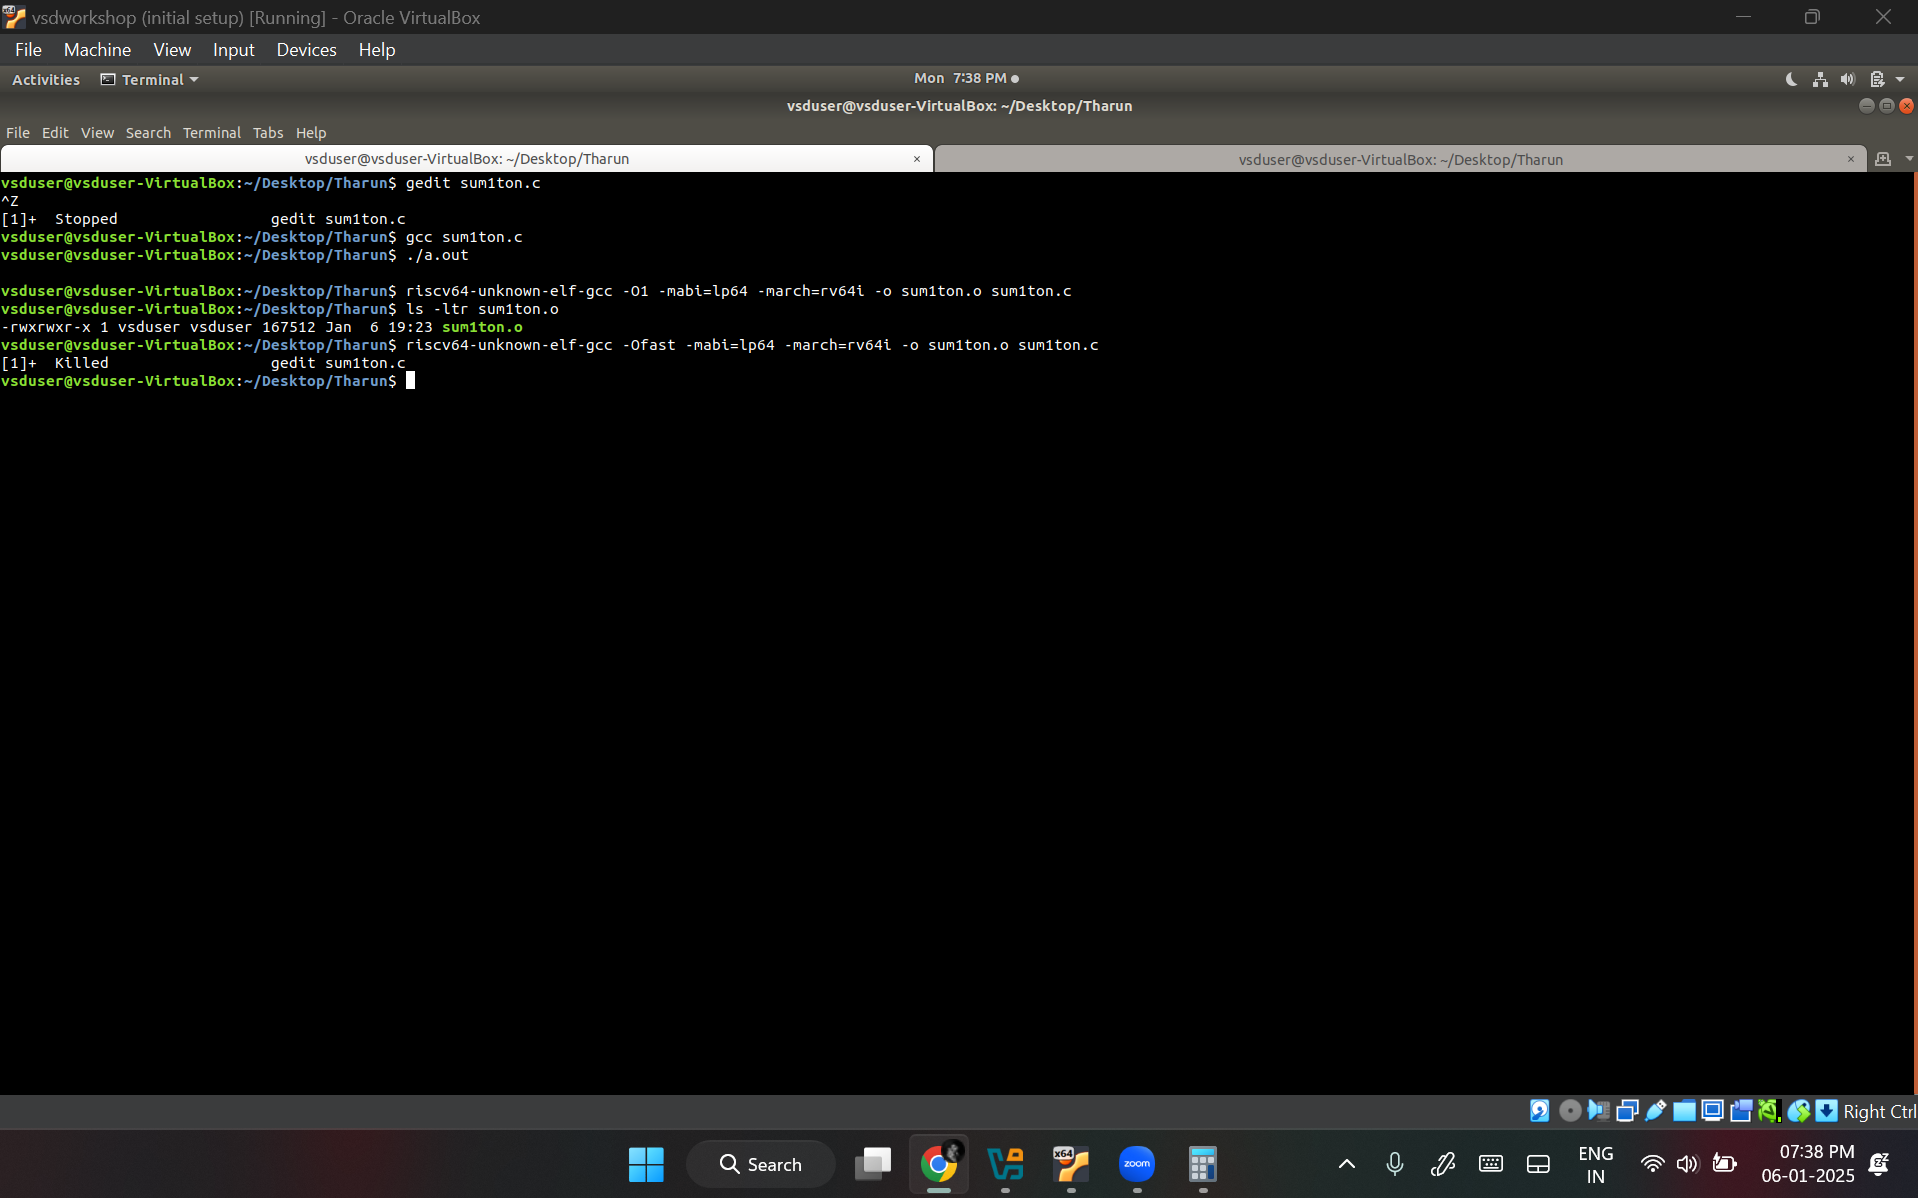 vsdworkshop (initial setup) [Running] - Oracle VirtualBox
File Machine View Input Devices Help
Activities Terminal Mon 7:38 PM
vsduser@vsduser-VirtualBox: ~/Desktop/Tharun
File Edit View Search Terminal Tabs Help
vsduser@vsduser-VirtualBox: ~/Desktop/Tharun × vsduser@vsduser-VirtualBox: ~/Desktop/Tharun ×
vsduser@vsduser-VirtualBox:~/Desktop/Tharun$ gedit sum1ton.c
^Z
[1]+  Stopped                 gedit sum1ton.c
vsduser@vsduser-VirtualBox:~/Desktop/Tharun$ gcc sum1ton.c
vsduser@vsduser-VirtualBox:~/Desktop/Tharun$ ./a.out
vsduser@vsduser-VirtualBox:~/Desktop/Tharun$ riscv64-unknown-elf-gcc -O1 -mabi=lp64 -march=rv64i -o sum1ton.o sum1ton.c
vsduser@vsduser-VirtualBox:~/Desktop/Tharun$ ls -ltr sum1ton.o
-rwxrwxr-x 1 vsduser vsduser 167512 Jan  6 19:23 sum1ton.o
vsduser@vsduser-VirtualBox:~/Desktop/Tharun$ riscv64-unknown-elf-gcc -Ofast -mabi=lp64 -march=rv64i -o sum1ton.o sum1ton.c
[1]+  Killed                  gedit sum1ton.c
vsduser@vsduser-VirtualBox:~/Desktop/Tharun$
Right Ctrl
Search x64 zoom ENG 07:38 PM
IN 06-01-2025